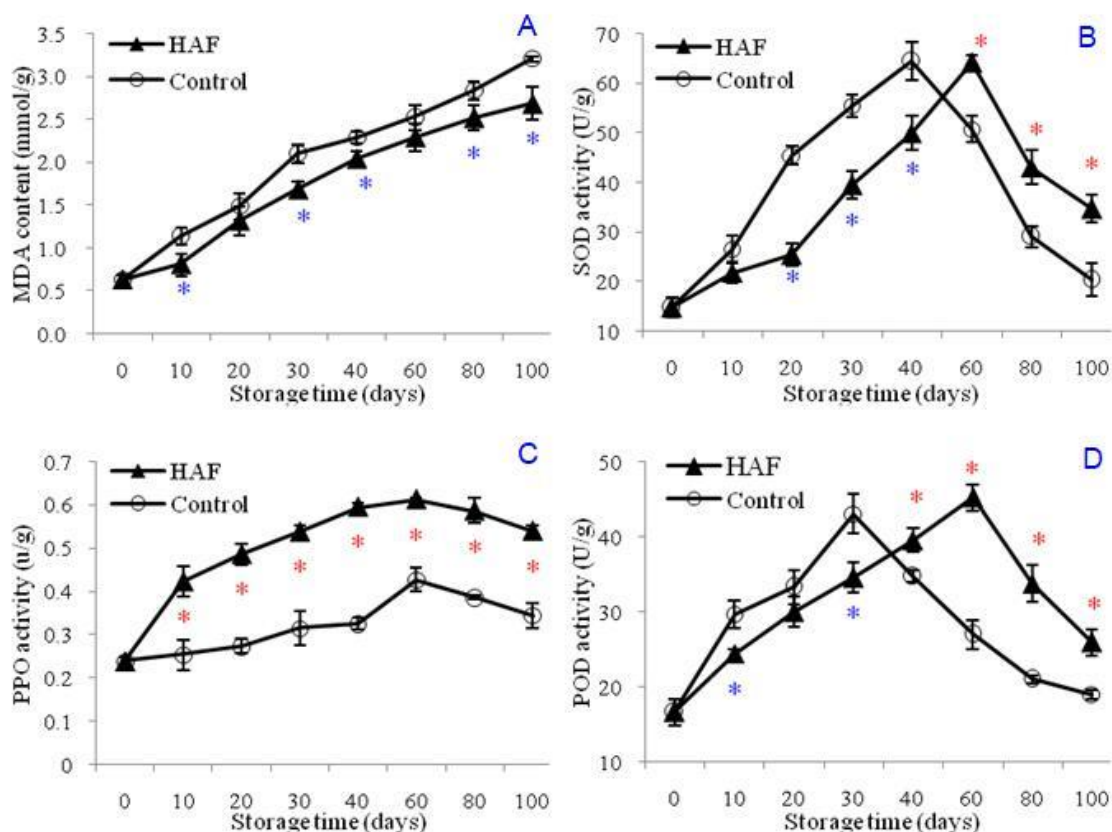 A
HAF
Control
MDA content (mmol/g)
3.5
3.0
2.5
2.0
1.5
1.0
0.5
0.0
* * * * *
0 10 20 30 40 60 80 100
Storage time (days)
B
HAF
Control
SOD activity (U/g)
70
60
50
40
30
20
10
* * * * * *
0 10 20 30 40 60 80 100
Storage time (days)
C
HAF
Control
PPO activity (u/g)
0.7
0.6
0.5
0.4
0.3
0.2
0.1
0
* * * * * * *
0 10 20 30 40 60 80 100
Storage time (days)
D
HAF
Control
POD activity (U/g)
50
40
30
20
10
* * * * * *
0 10 20 30 40 60 80 100
Storage time (days)